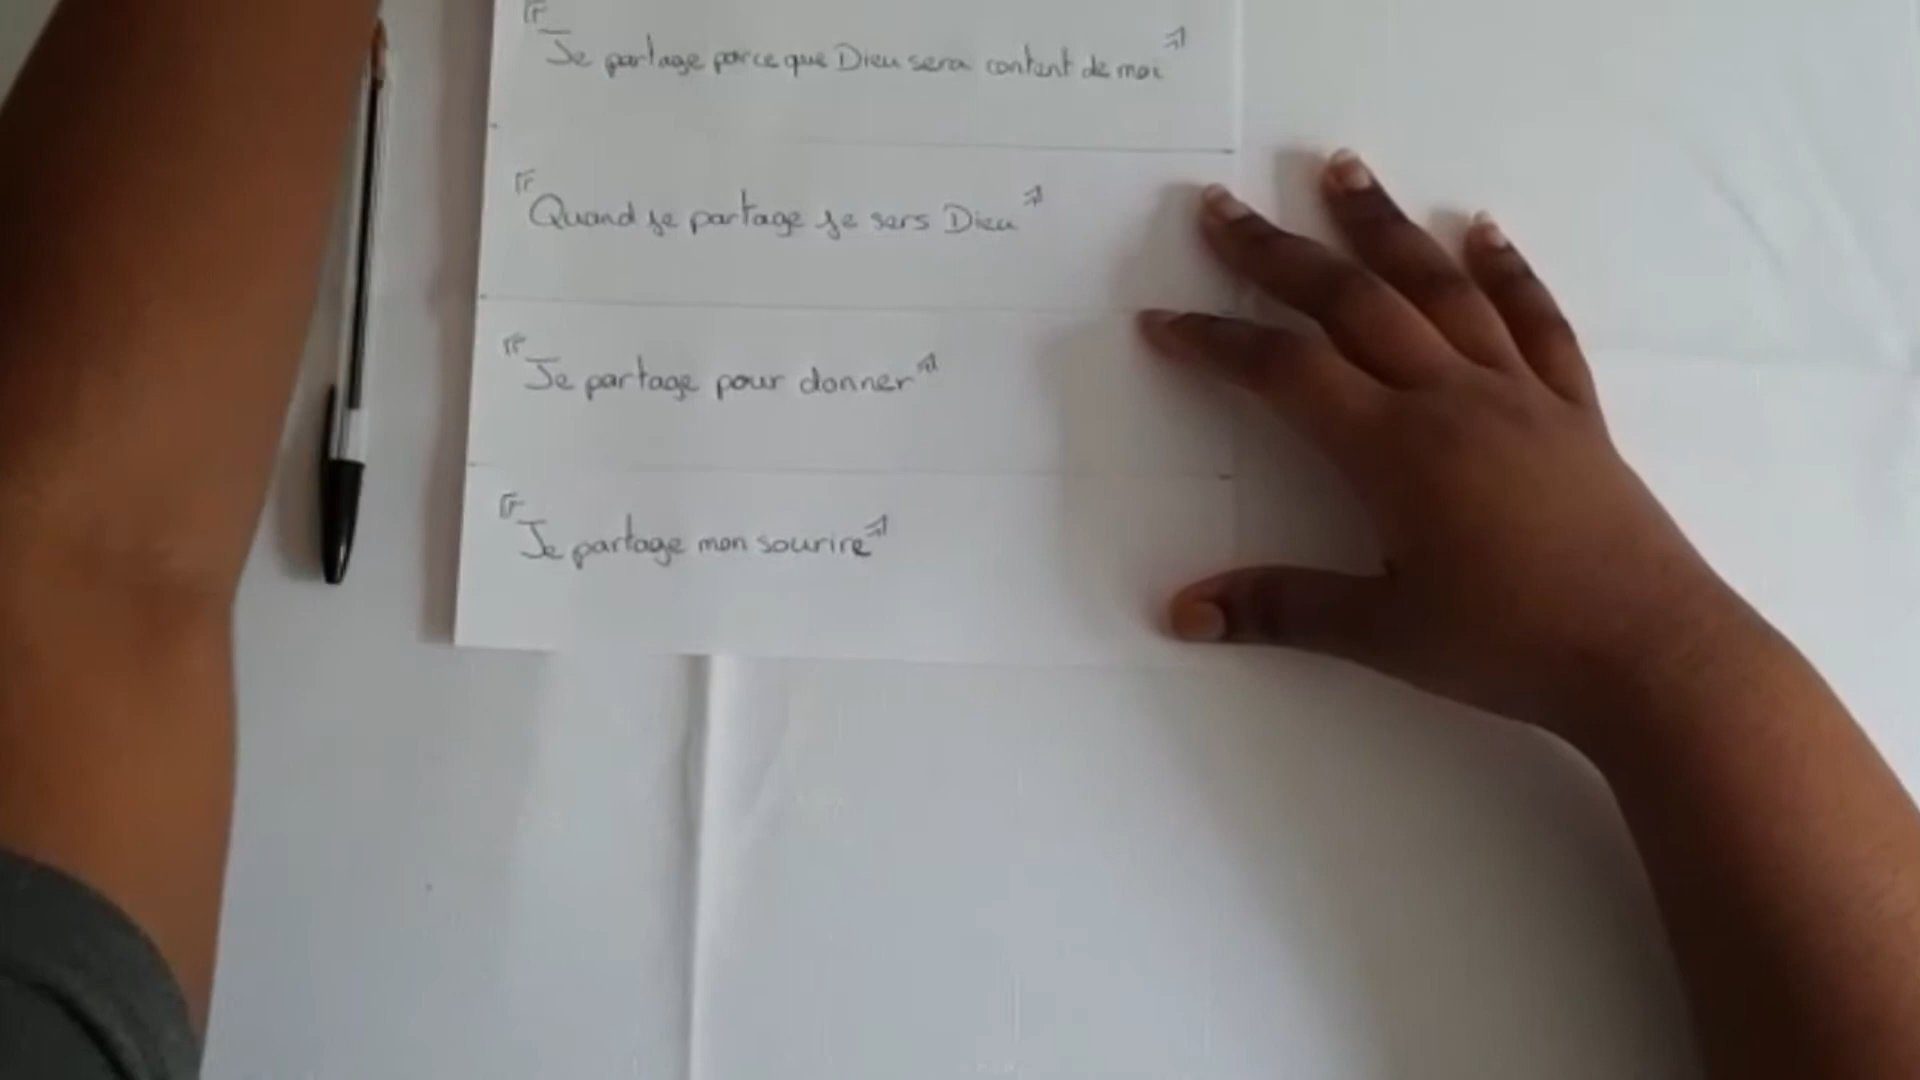 "Je partage parce que Dieu sera content de moi"
"Quand je partage je sers Dieu"
"Je partage pour donner"
"Je partage mon sourire"